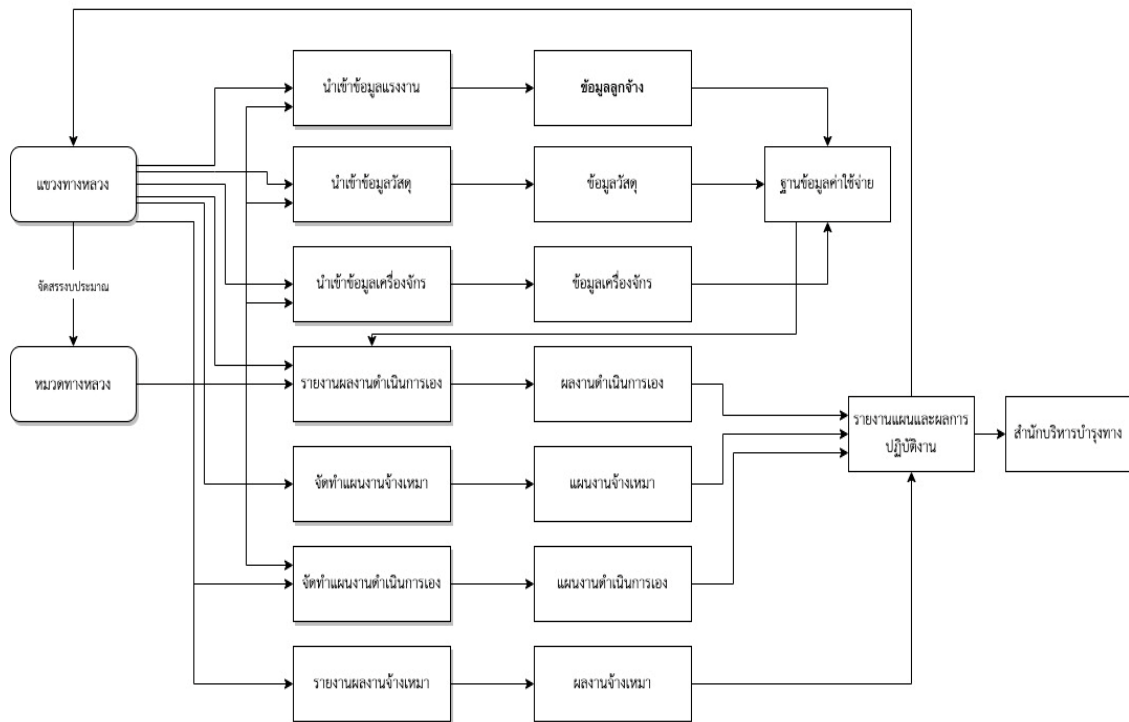 นำเข้าข้อมูลแรงงาน
ข้อมูลลูกจ้าง
แขวงทางหลวง
นำเข้าข้อมูลวัสดุ
ข้อมูลวัสดุ
ฐานข้อมูลค่าใช้จ่าย
นำเข้าข้อมูลเครื่องจักร
ข้อมูลเครื่องจักร
จัดสรรงบประมาณ
หมวดทางหลวง
รายงานผลงานดำเนินการเอง
ผลงานดำเนินการเอง
รายงานแผนและผลการ
ปฏิบัติงาน
สำนักบริหารบำรุงทาง
จัดทำแผนงานจ้างเหมา
แผนงานจ้างเหมา
จัดทำแผนงานดำเนินการเอง
แผนงานดำเนินการเอง
รายงานผลงานจ้างเหมา
ผลงานจ้างเหมา